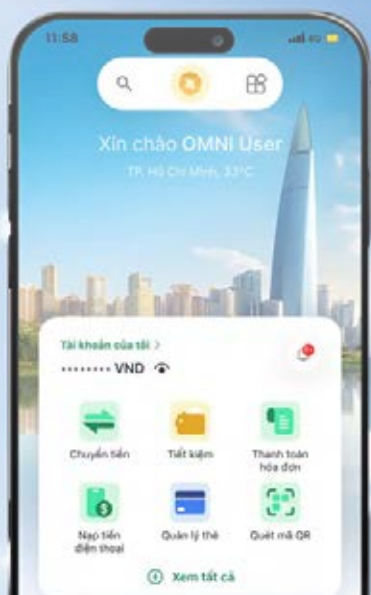 11:58
4G
Xin chào OMNI User
TP. Hồ Chí Minh, 33°C
Tài khoản của tôi >
•••••••• VND
Chuyển tiền
Tiết kiệm
Thanh toán
hóa đơn
Nạp tiền
điện thoại
Quản lý thẻ
Quét mã QR
Xem tất cả